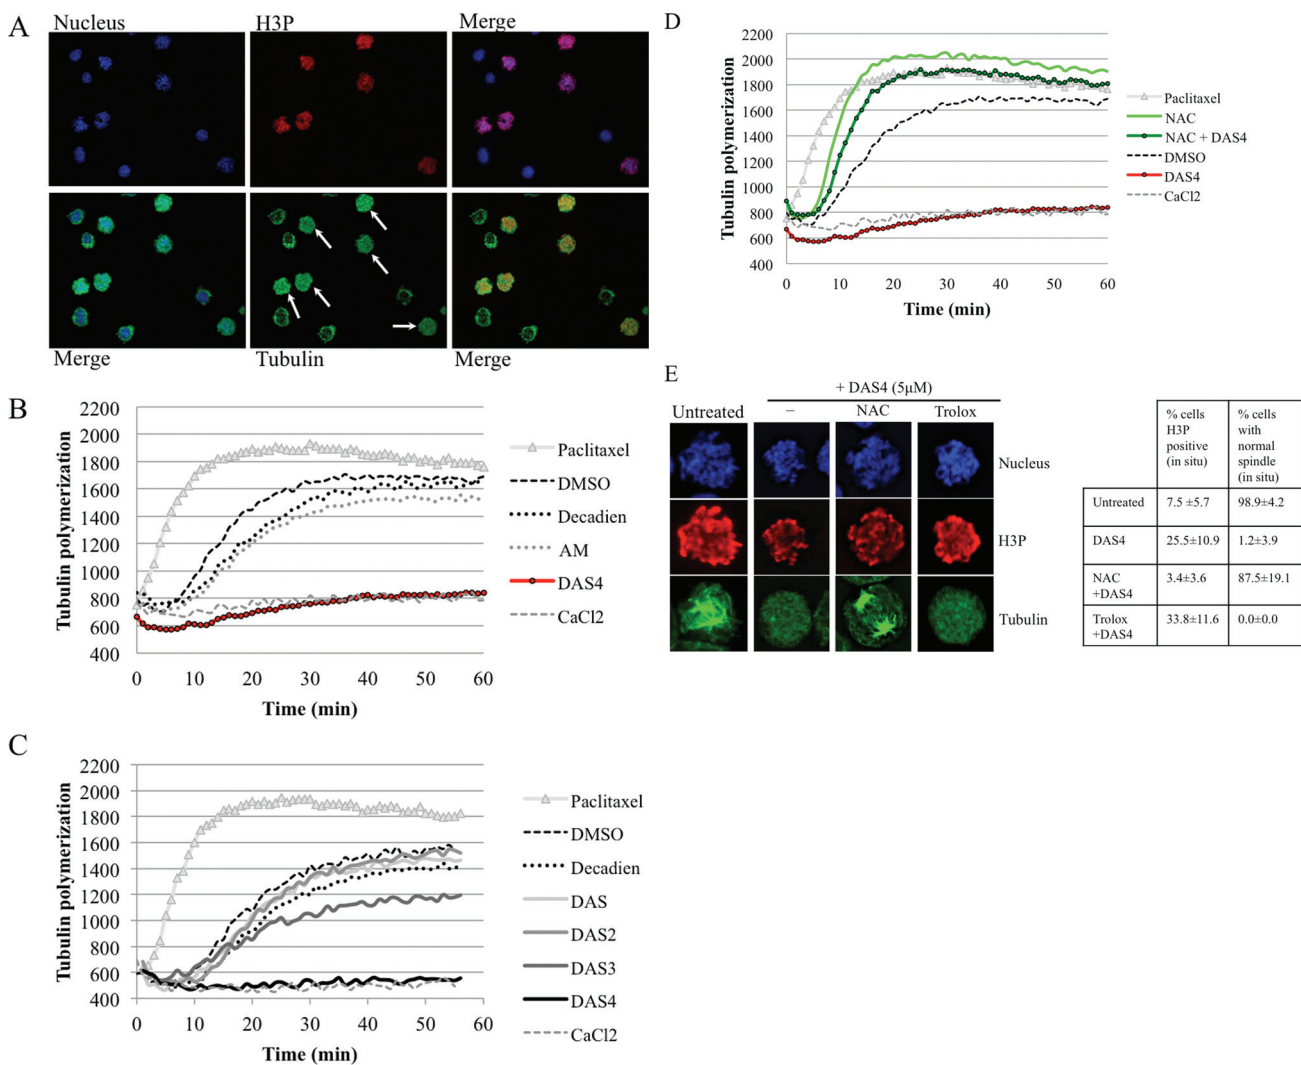 A
Nucleus
H3P
Merge
Merge
Tubulin
Merge
B
Tubulin polymerization
2200
2000
1800
1600
1400
1200
1000
800
600
400
0
10
20
30
40
50
60
Time (min)
Paclitaxel
DMSO
Decadien
AM
DAS4
CaCl2
C
Tubulin polymerization
2200
2000
1800
1600
1400
1200
1000
800
600
400
0
10
20
30
40
50
60
Time (min)
Paclitaxel
DMSO
Decadien
DAS
DAS2
DAS3
DAS4
CaCl2
D
Tubulin polymerization
2200
2000
1800
1600
1400
1200
1000
800
600
400
0
10
20
30
40
50
60
Time (min)
Paclitaxel
NAC
NAC + DAS4
DMSO
DAS4
CaCl2
E
+ DAS4 (5μM)
Untreated
–
NAC
Trolox
Nucleus
H3P
Tubulin
% cells
H3P
positive
(in situ)
% cells
with
normal
spindle
(in situ)
Untreated
7.5 ±5.7
98.9±4.2
DAS4
25.5±10.9
1.2±3.9
NAC
+DAS4
3.4±3.6
87.5±19.1
Trolox
+DAS4
33.8±11.6
0.0±0.0